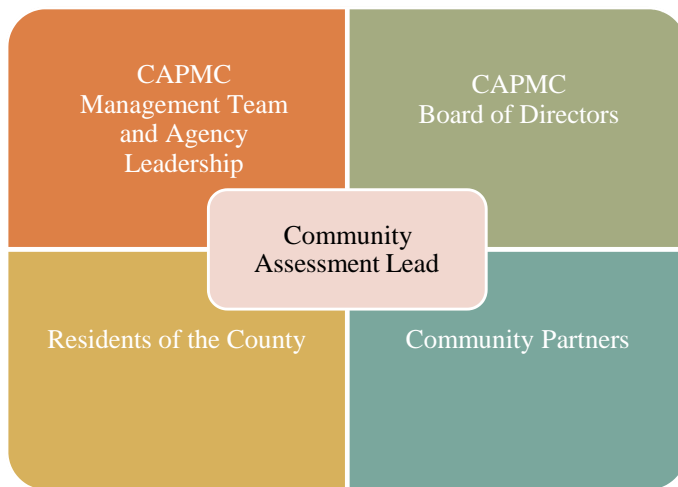 CAPMC
Management Team
and Agency
Leadership
CAPMC
Board of Directors
Community
Assessment Lead
Residents of the County
Community Partners